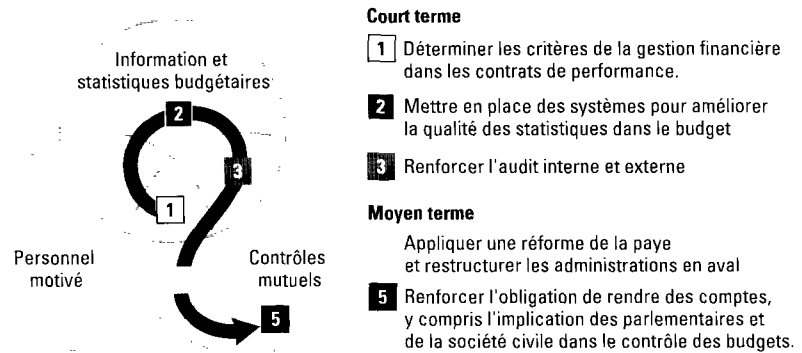 Information et
statistiques budgétaires
2
3
1
Personnel
motivé
Contrôles
mutuels
5
Court terme
1 Déterminer les critères de la gestion financière
dans les contrats de performance.
2 Mettre en place des systèmes pour améliorer
la qualité des statistiques dans le budget
3 Renforcer l'audit interne et externe
Moyen terme
Appliquer une réforme de la paye
et restructurer les administrations en aval
5 Renforcer l'obligation de rendre des comptes,
y compris l'implication des parlementaires et
de la société civile dans le contrôle des budgets.